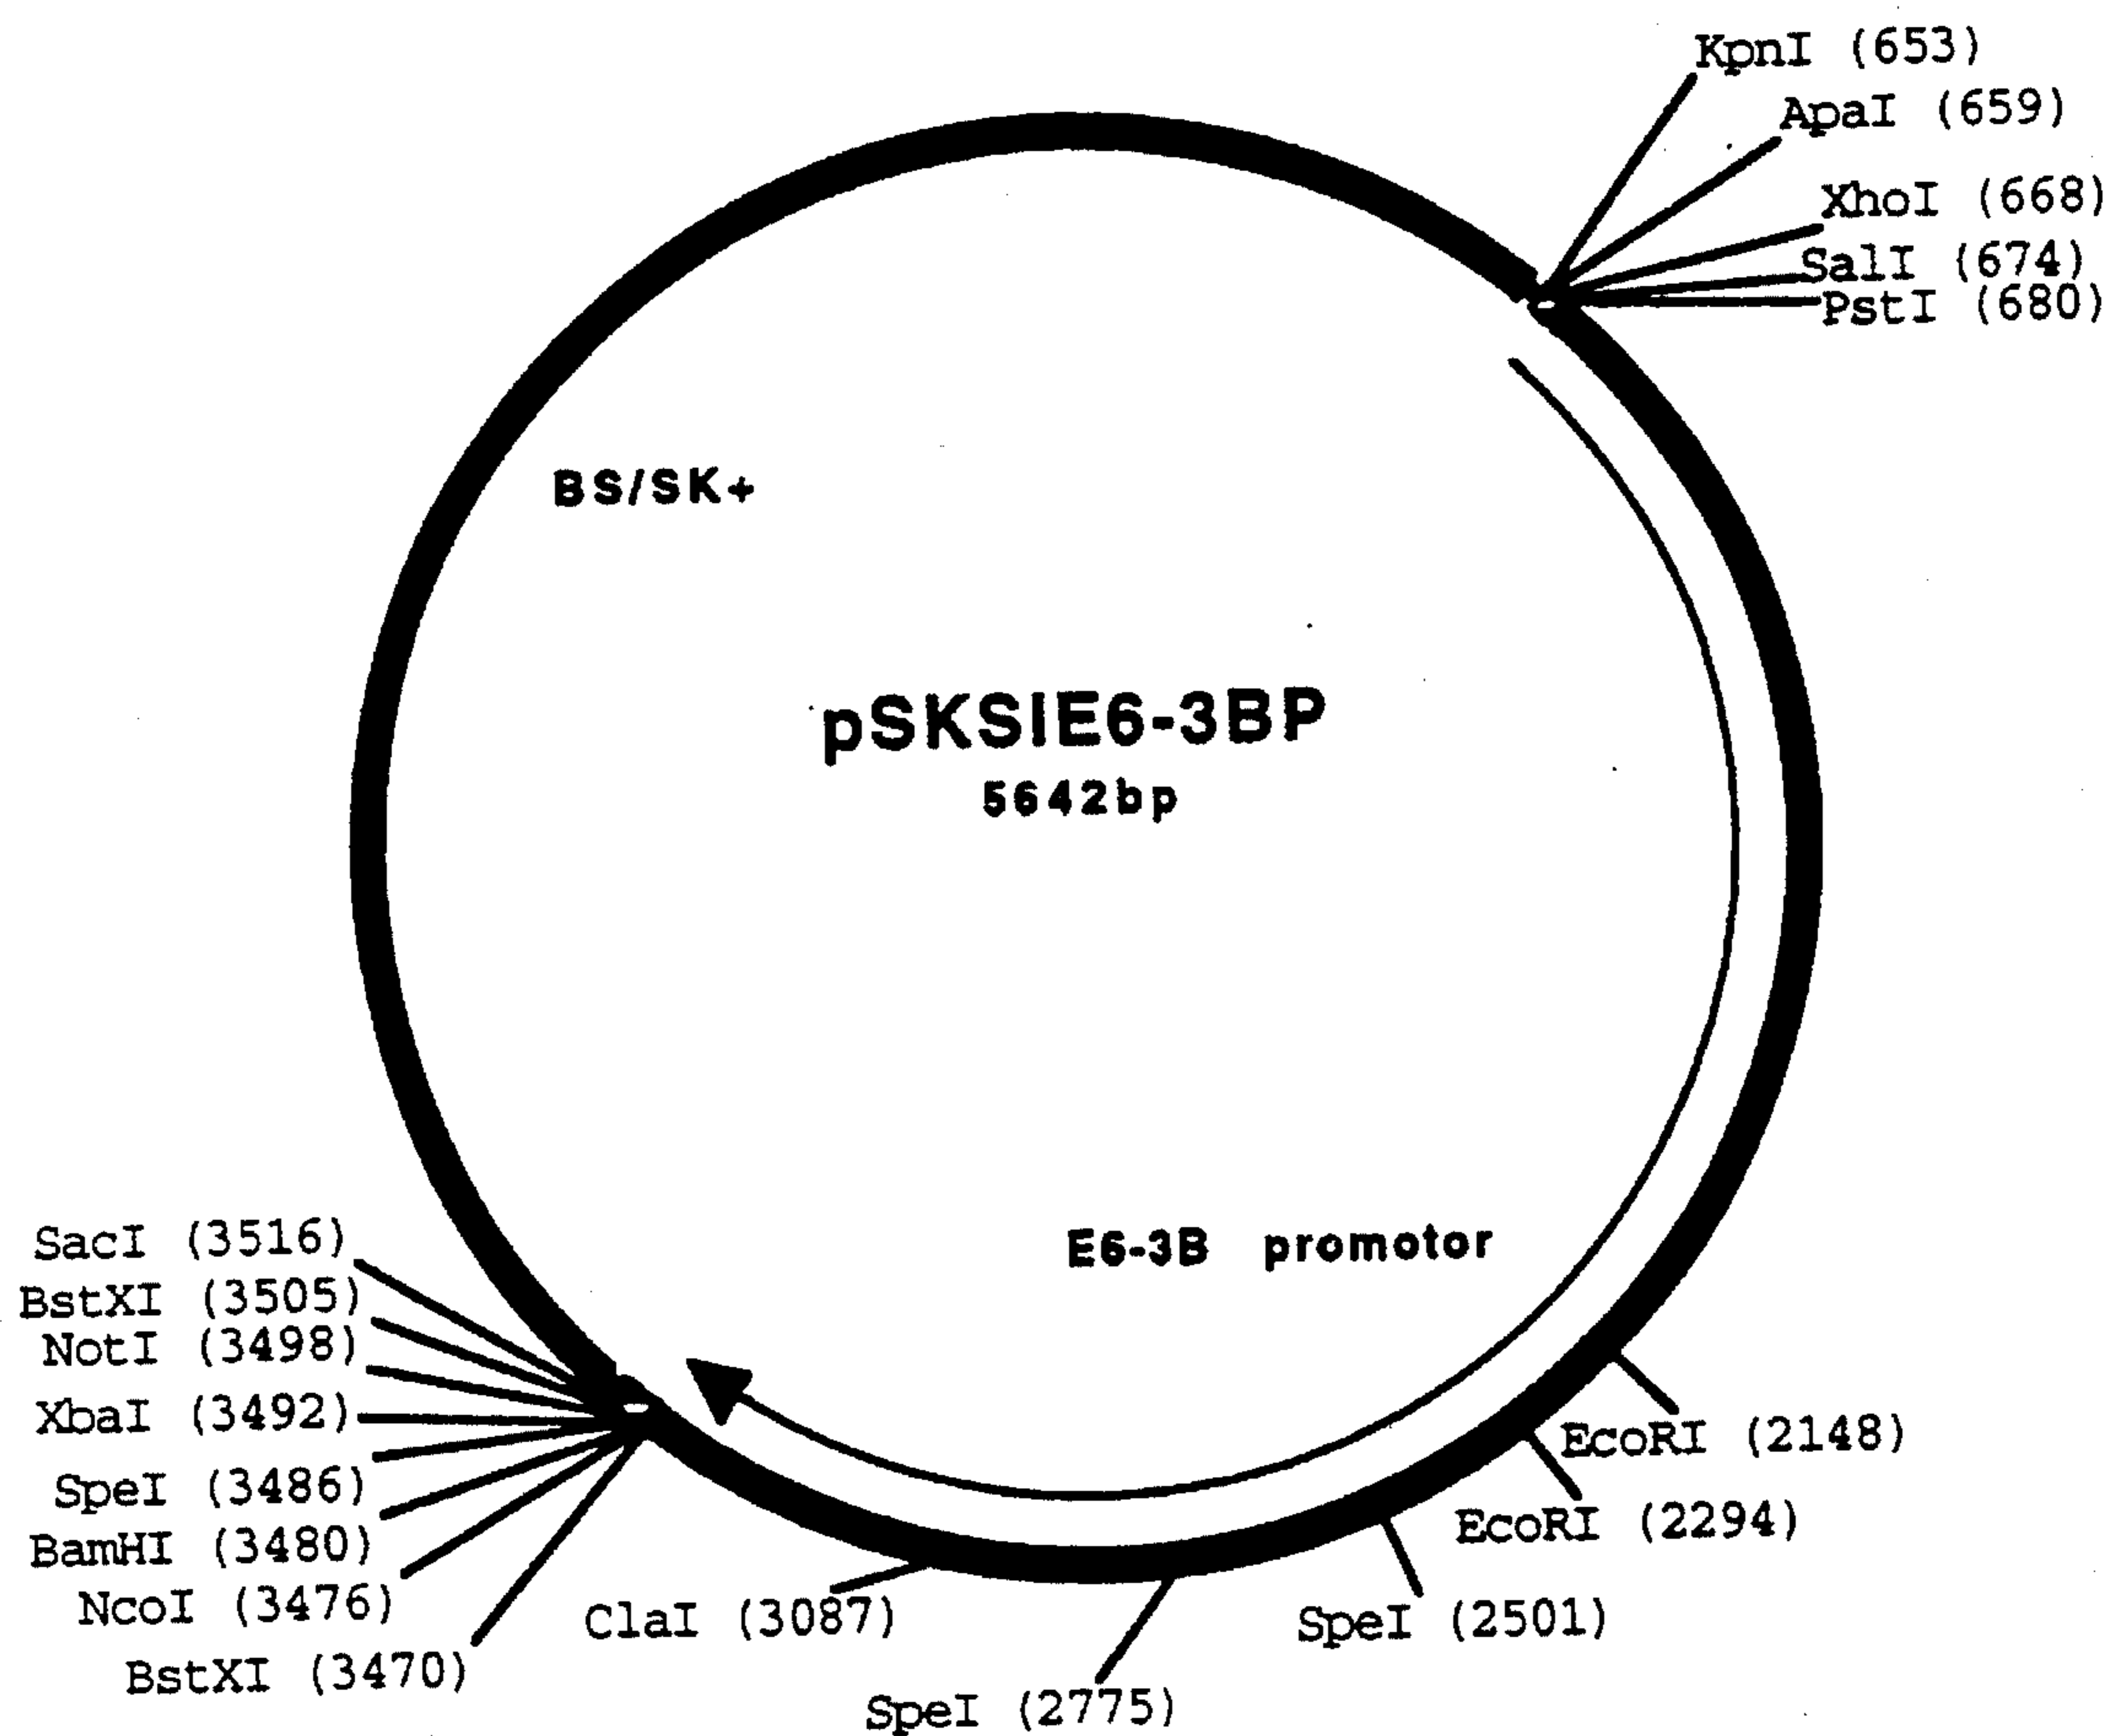 KpnI (653)
ApaI (659)
XhoI (668)
SalI (674)
PstI (680)
BS/SK+
pSKSIE6-3BP
5642bp
E6-3B promotor
SacI (3516)
BstXI (3505)
NotI (3498)
XbaI (3492)
SpeI (3486)
BamHI (3480)
NcoI (3476)
BstXI (3470)
ClaI (3087)
SpeI (2775)
SpeI (2501)
EcoRI (2294)
EcoRI (2148)